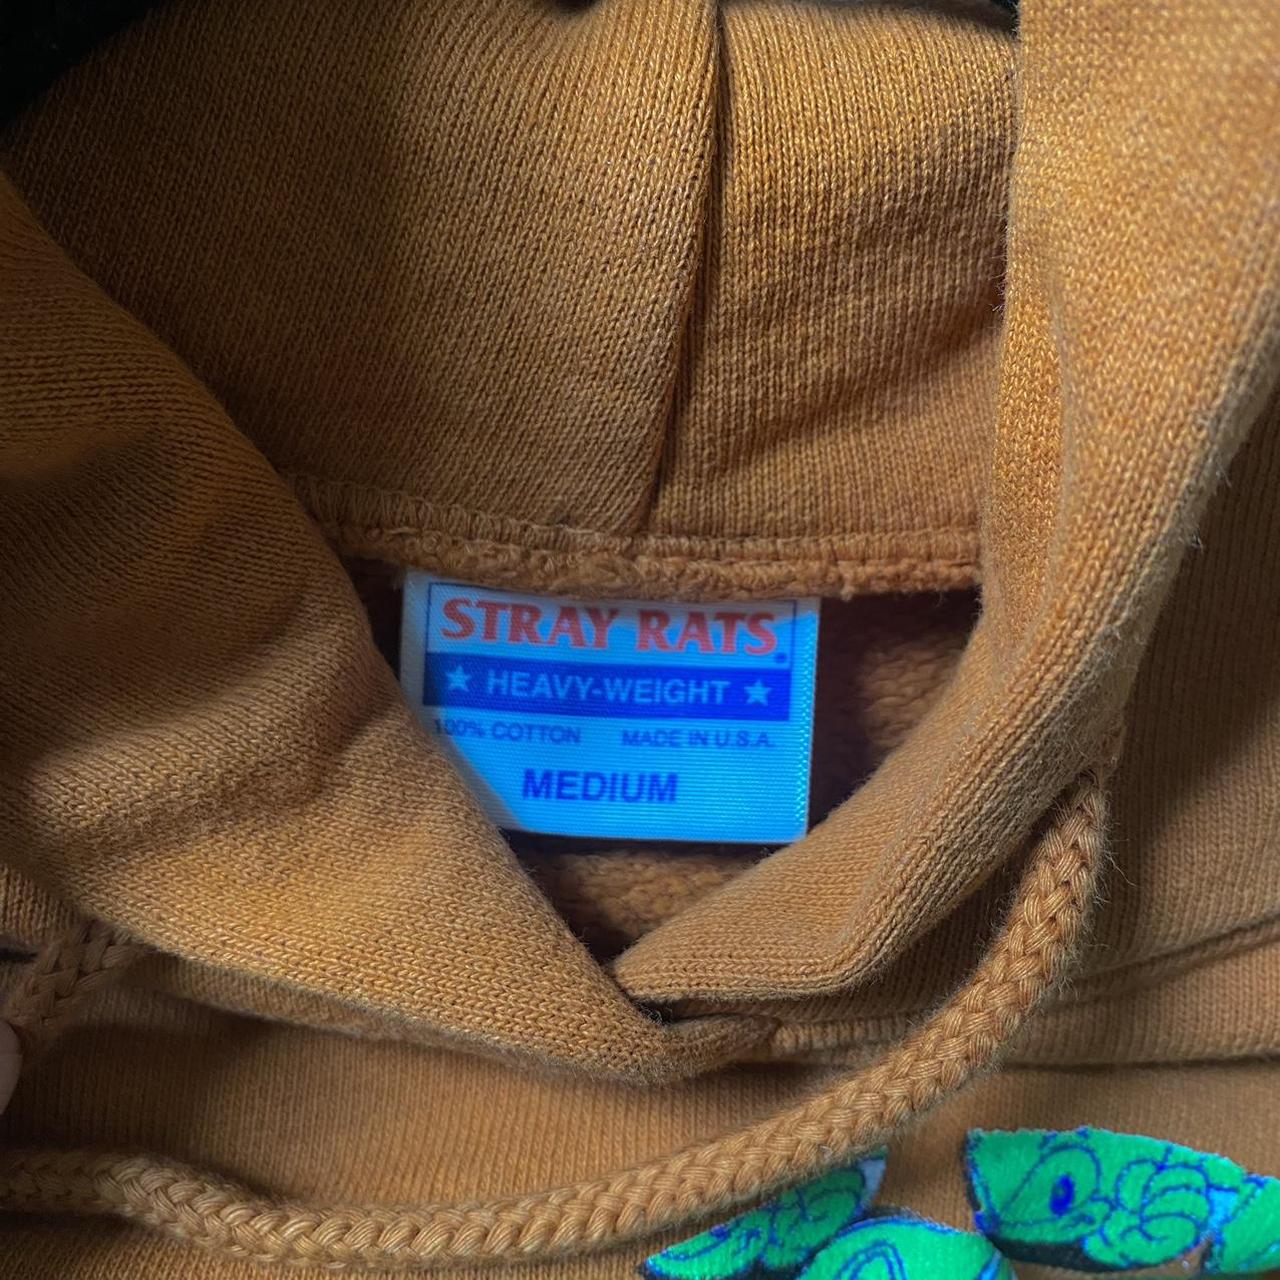 STRAY RATS
★ HEAVY-WEIGHT ★
100% COTTON MADE IN U.S.A.
MEDIUM